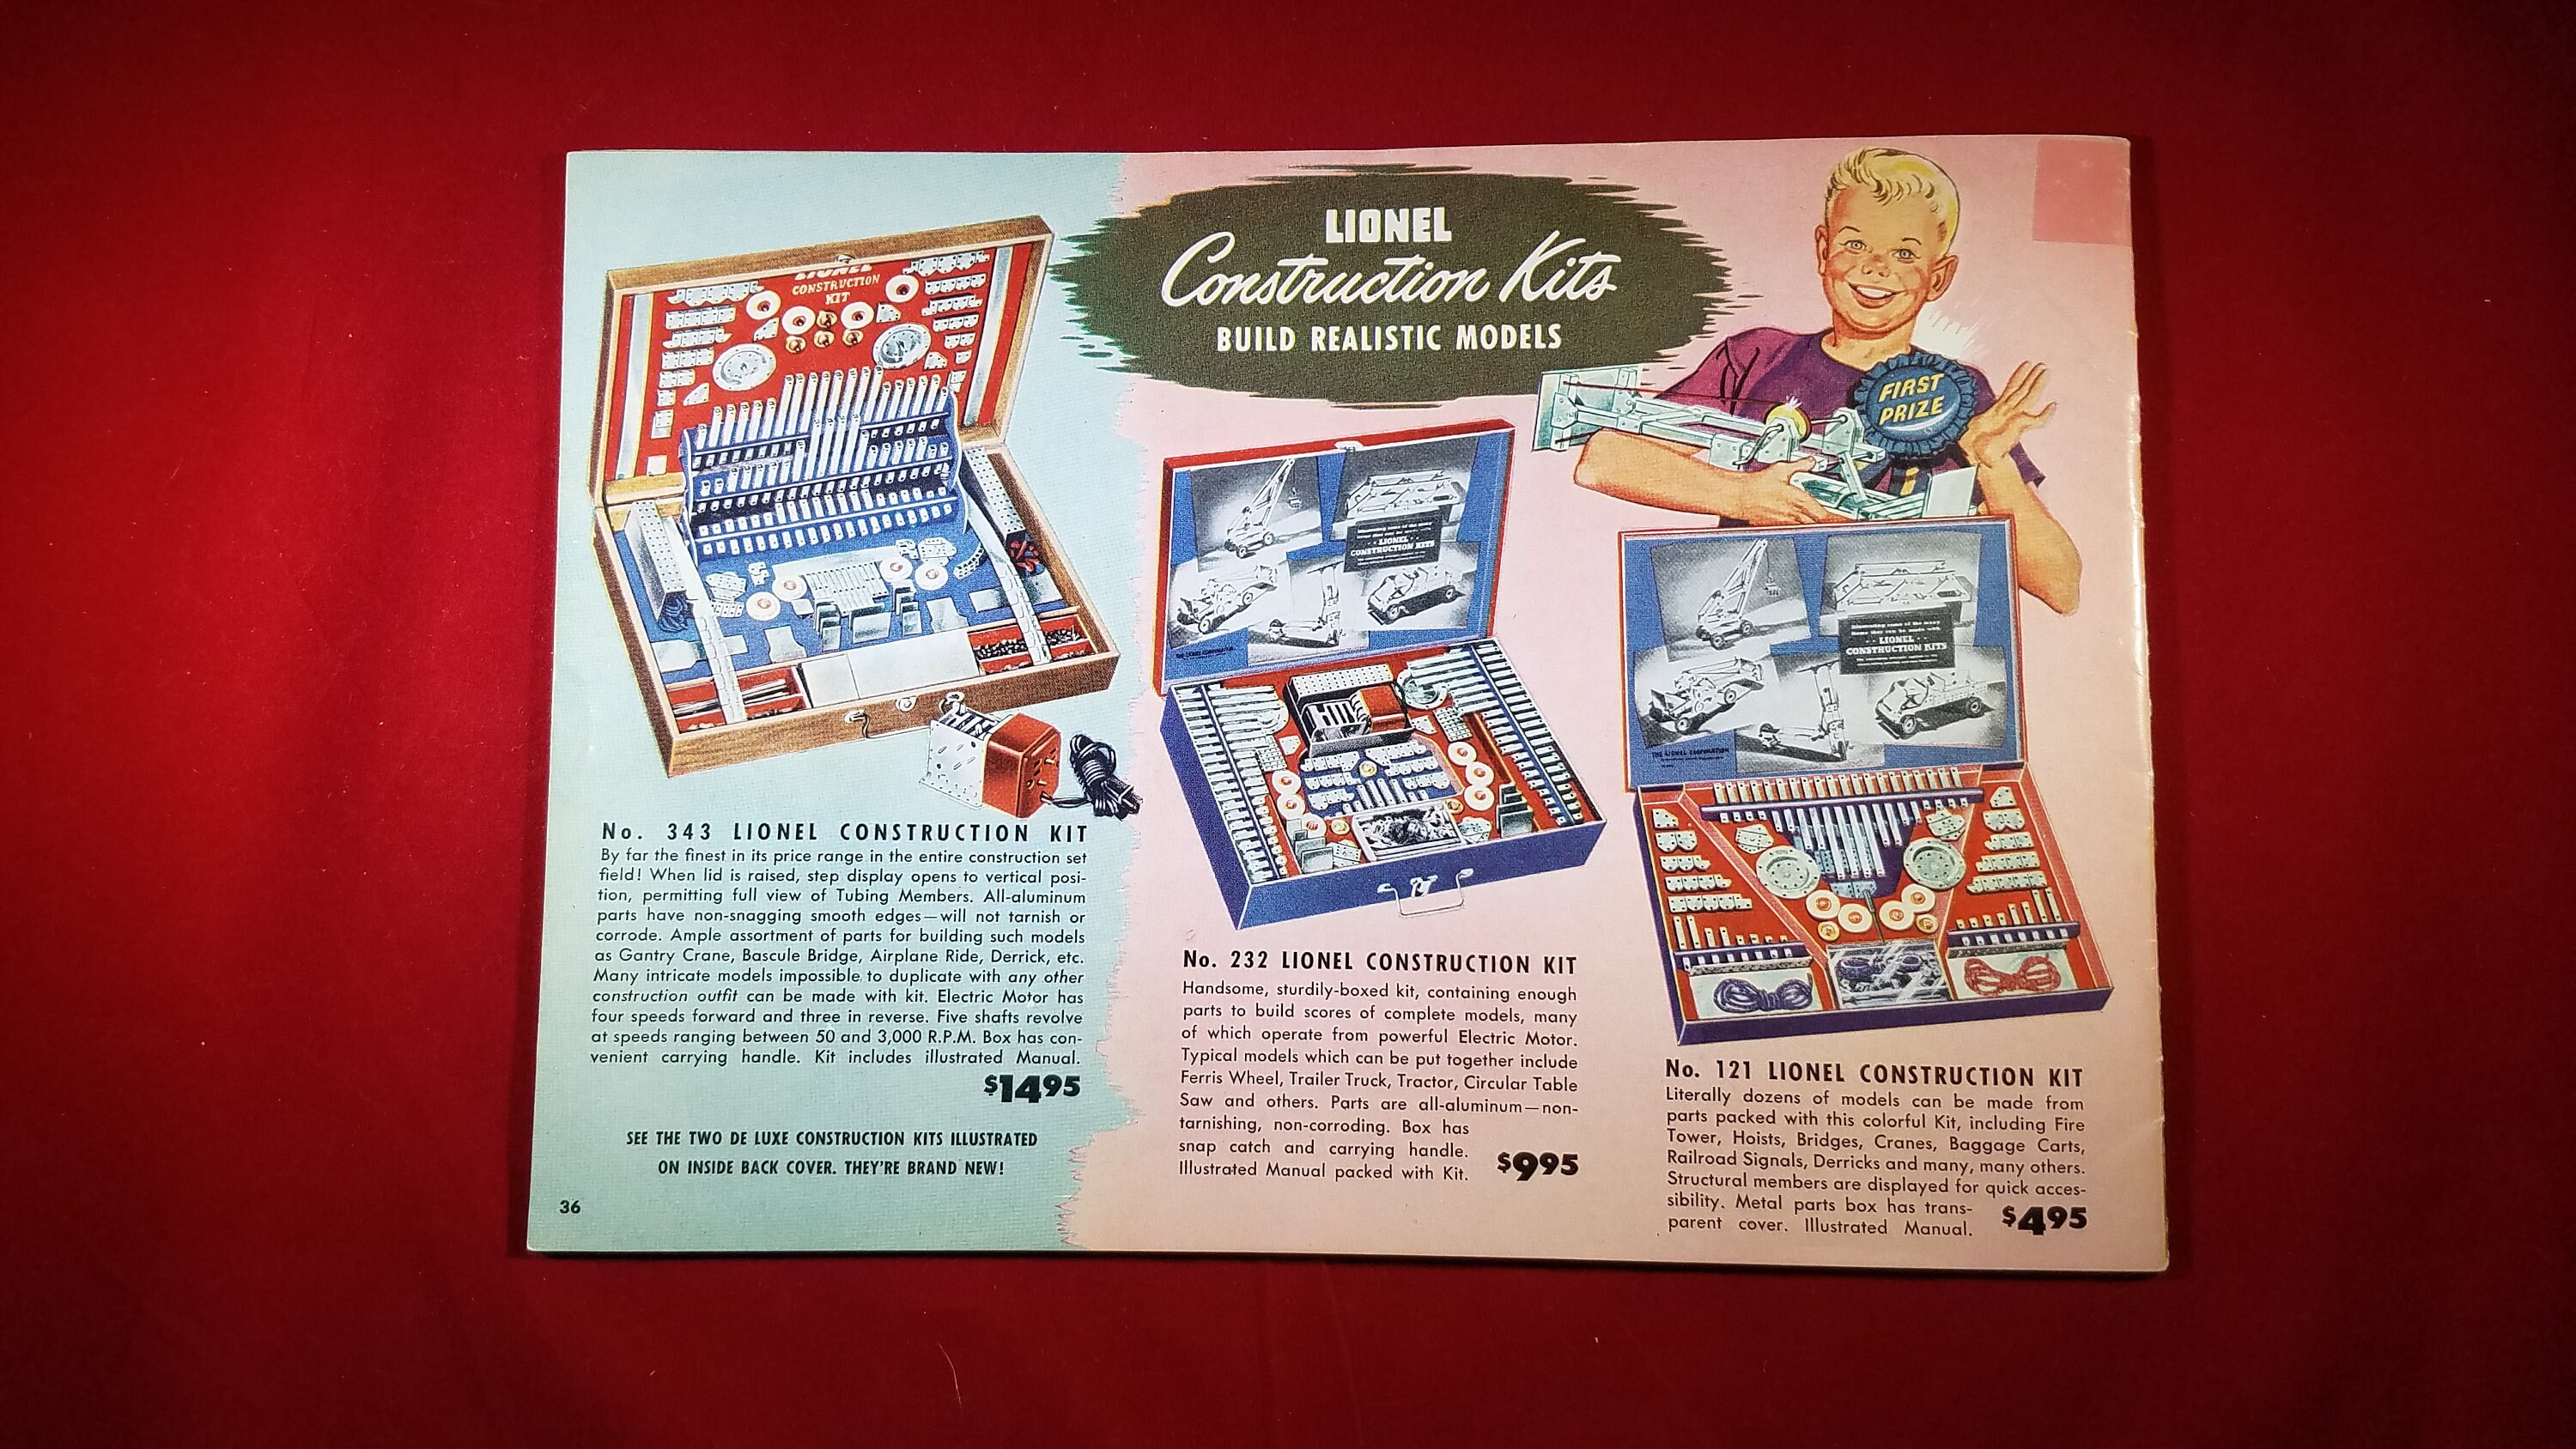 LIONEL
Construction Kits
BUILD REALISTIC MODELS
FIRST
PRIZE
LIONEL
CONSTRUCTION
KIT
No. 343 LIONEL CONSTRUCTION KIT
By far the finest in its price range in the entire construction set
field! When lid is raised, step display opens to vertical posi-
tion, permitting full view of Tubing Members. All-aluminum
parts have non-snagging smooth edges—will not tarnish or
corrode. Ample assortment of parts for building such models
as Gantry Crane, Bascule Bridge, Airplane Ride, Derrick, etc.
Many intricate models impossible to duplicate with any other
construction outfit can be made with kit. Electric Motor has
four speeds forward and three in reverse. Five shafts revolve
at speeds ranging between 50 and 3,000 R.P.M. Box has con-
venient carrying handle. Kit includes illustrated Manual.
$1495
SEE THE TWO DE LUXE CONSTRUCTION KITS ILLUSTRATED
ON INSIDE BACK COVER. THEY'RE BRAND NEW!
36
LIONEL
CONSTRUCTION KITS
No. 232 LIONEL CONSTRUCTION KIT
Handsome, sturdily-boxed kit, containing enough
parts to build scores of complete models, many
of which operate from powerful Electric Motor.
Typical models which can be put together include
Ferris Wheel, Trailer Truck, Tractor, Circular Table
Saw and others. Parts are all-aluminum—non-
tarnishing, non-corroding. Box has
snap catch and carrying handle.
Illustrated Manual packed with Kit.
$995
LIONEL
CONSTRUCTION KITS
THE LIONEL CORPORATION
No. 121 LIONEL CONSTRUCTION KIT
Literally dozens of models can be made from
parts packed with this colorful Kit, including Fire
Tower, Hoists, Bridges, Cranes, Baggage Carts,
Railroad Signals, Derricks and many, many others.
Structural members are displayed for quick acces-
sibility. Metal parts box has trans-
parent cover. Illustrated Manual.
$495